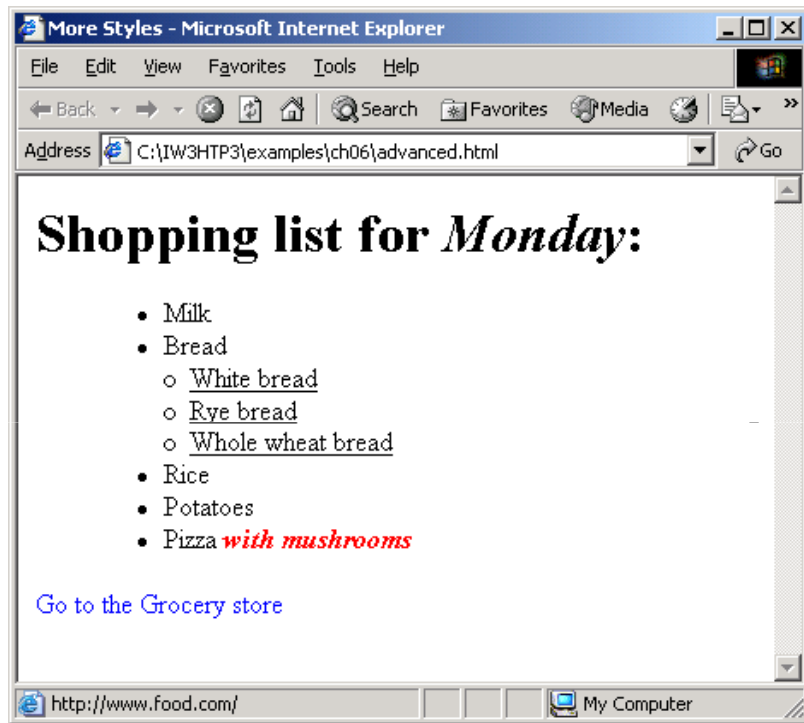 More Styles - Microsoft Internet Explorer
File Edit View Favorites Tools Help
Back Search Favorites Media »
Address C:\IW3HTP3\examples\ch06\advanced.html Go
Shopping list for Monday:
• Milk
• Bread
o White bread
o Rye bread
o Whole wheat bread
• Rice
• Potatoes
• Pizza with mushrooms
Go to the Grocery store
http://www.food.com/ My Computer